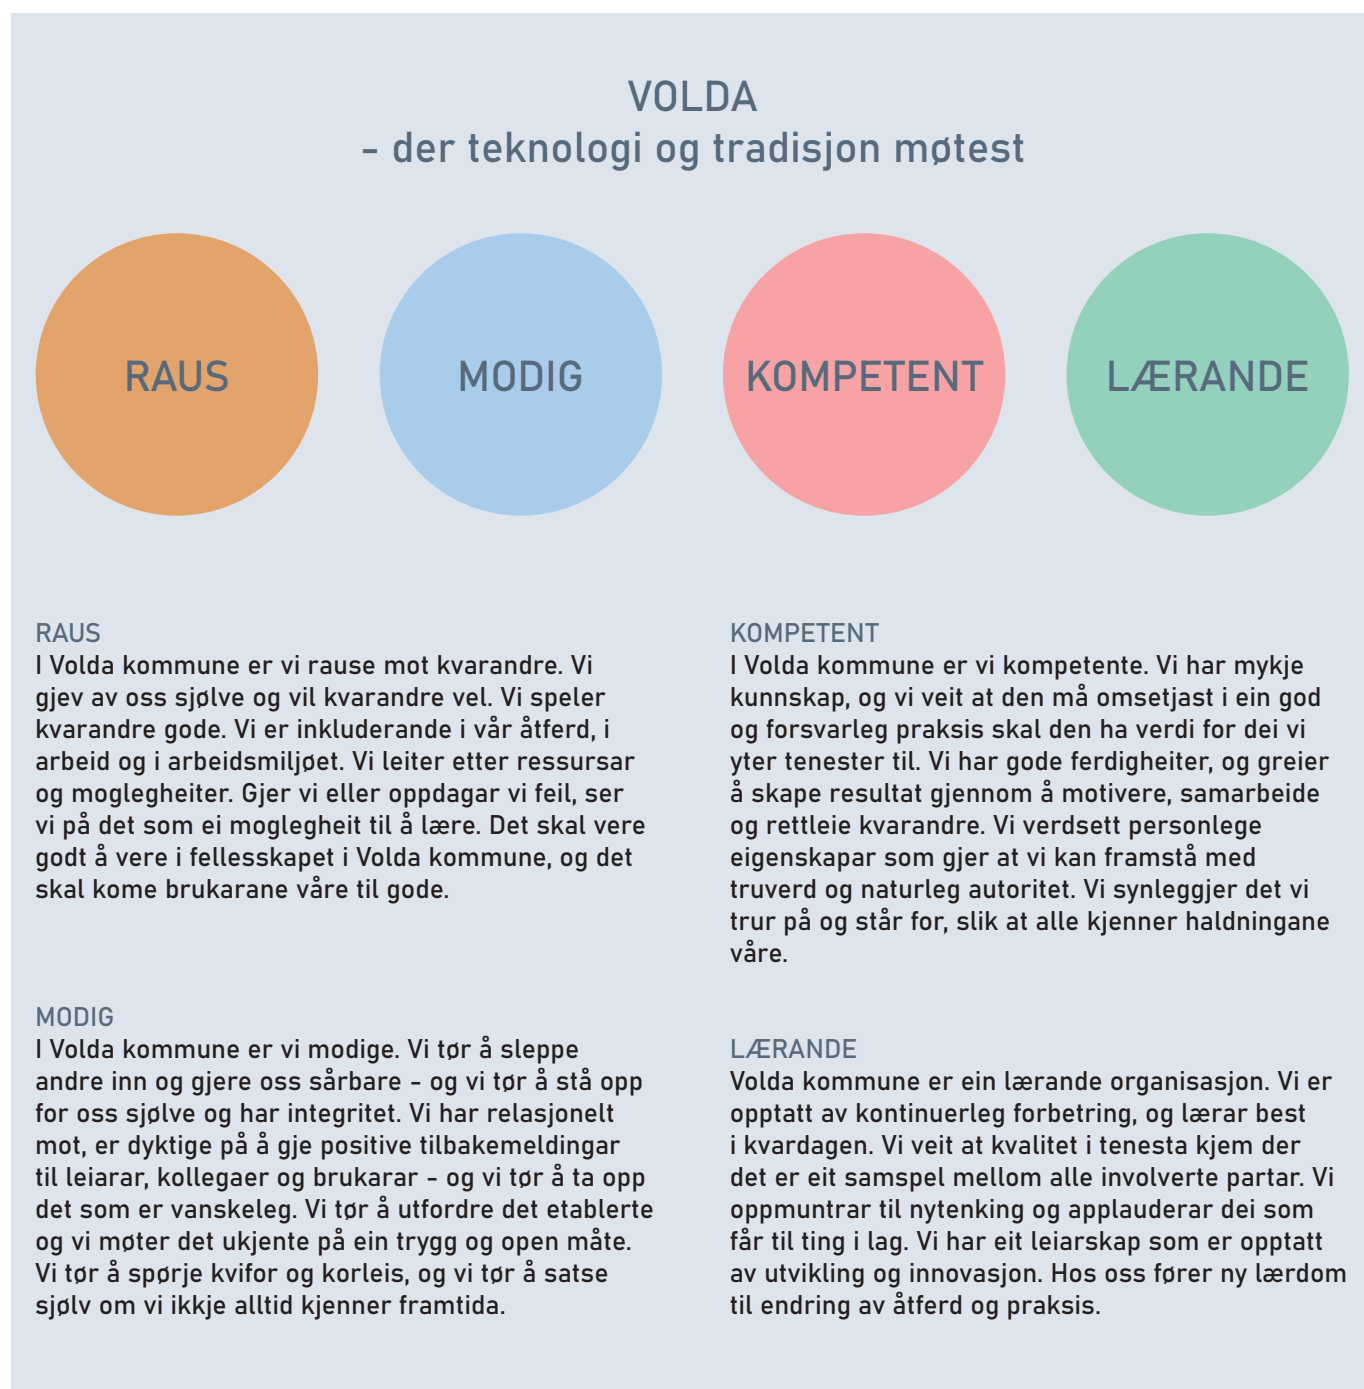 VOLDA
- der teknologi og tradisjon møtest
RAUS
MODIG
KOMPETENT
LÆRANDE
RAUS
I Volda kommune er vi rause mot kvarandre. Vi
gjev av oss sjølve og vil kvarandre vel. Vi speler
kvarandre gode. Vi er inkluderande i vår åtferd, i
arbeid og i arbeidsmiljøet. Vi leiter etter ressursar
og moglegheiter. Gjer vi eller oppdagar vi feil, ser
vi på det som ei moglegheit til å lære. Det skal vere
godt å vere i fellesskapet i Volda kommune, og det
skal kome brukarane våre til gode.
MODIG
I Volda kommune er vi modige. Vi tør å sleppe
andre inn og gjere oss sårbare - og vi tør å stå opp
for oss sjølve og har integritet. Vi har relasjonelt
mot, er dyktige på å gje positive tilbakemeldingar
til leiarar, kollegaer og brukarar - og vi tør å ta opp
det som er vanskeleg. Vi tør å utfordre det etablerte
og vi møter det ukjente på ein trygg og open måte.
Vi tør å spørje kvifor og korleis, og vi tør å satse
sjølv om vi ikkje alltid kjenner framtida.
KOMPETENT
I Volda kommune er vi kompetente. Vi har mykje
kunnskap, og vi veit at den må omsetjast i ein god
og forsvarleg praksis skal den ha verdi for dei vi
yter tenester til. Vi har gode ferdigheiter, og greier
å skape resultat gjennom å motivere, samarbeide
og rettleie kvarandre. Vi verdsett personlege
eigenskapar som gjer at vi kan framstå med
truverd og naturleg autoritet. Vi synleggjer det vi
trur på og står for, slik at alle kjenner haldningane
våre.
LÆRANDE
Volda kommune er ein lærande organisasjon. Vi er
opptatt av kontinuerleg forbetring, og lærar best
i kvardagen. Vi veit at kvalitet i tenesta kjem der
det er eit samspel mellom alle involverte partar. Vi
oppmuntrar til nytenking og applauderar dei som
får til ting i lag. Vi har eit leiarskap som er opptatt
av utvikling og innovasjon. Hos oss fører ny lærdom
til endring av åtferd og praksis.